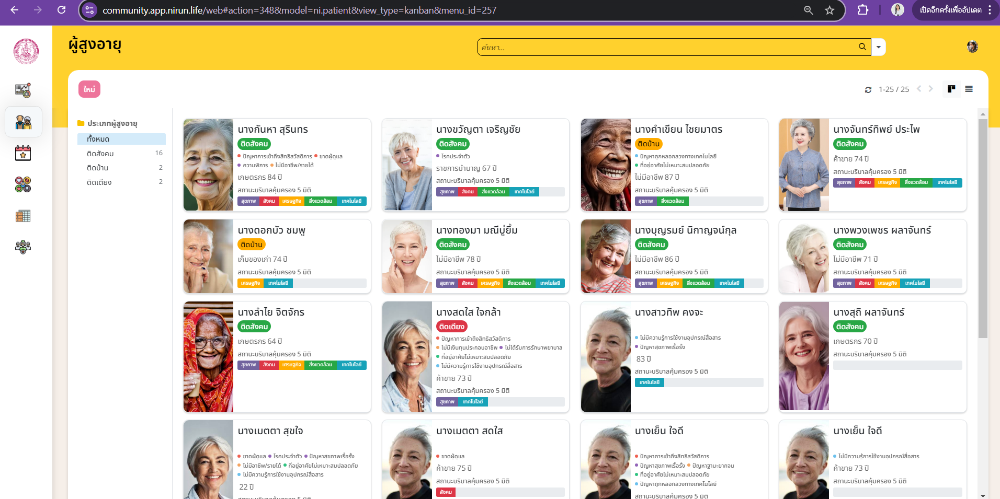 community.app.nirun.life/web#action=348&model=ni.patient&view_type=kanban&menu_id=257
เปิดอีกครั้งเพื่ออัปเดต
ผู้สูงอายุ
ค้นหา...
ใหม่
1-25 / 25
ประเภทผู้สูงอายุ
ทั้งหมด
ติดสังคม 16
ติดบ้าน 2
ติดเตียง 2
นางกันหา สุรินทร
ติดสังคม
ปัญหาการเข้าถึงสิทธิสวัสดิการ ขาดผู้ดูแล
ความพิการ ไม่มีอาชีพ/รายได้
เกษตรกร 84 ปี
สถานะบริบาลคุ้มครอง 5 มิติ
สุขภาพ สังคม เศรษฐกิจ สิ่งแวดล้อม เทคโนโลยี
นางขวัญตา เจริญชัย
ติดสังคม
โรคประจำตัว
ราชการบำนาญ 67 ปี
สถานะบริบาลคุ้มครอง 5 มิติ
สุขภาพ สังคม สิ่งแวดล้อม เทคโนโลยี
นางคำเขียน ไชยมาตร
ติดบ้าน
ปัญหาถูกหลอกลวงทางเทคโนโลยี
ที่อยู่อาศัยไม่เหมาะสมปลอดภัย
ไม่มีอาชีพ 87 ปี
สถานะบริบาลคุ้มครอง 5 มิติ
สุขภาพ สิ่งแวดล้อม
นางจันทร์ทิพย์ ประไพ
ติดสังคม
ค้าขาย 74 ปี
สถานะบริบาลคุ้มครอง 5 มิติ
สุขภาพ สังคม เศรษฐกิจ สิ่งแวดล้อม เทคโนโลยี
นางดอกบัว ชมพู
ติดบ้าน
เก็บของเก่า 74 ปี
สถานะบริบาลคุ้มครอง 5 มิติ
เศรษฐกิจ เทคโนโลยี
นางทองมา มณีบู่ยิ้ม
ติดสังคม
ไม่มีอาชีพ 78 ปี
สถานะบริบาลคุ้มครอง 5 มิติ
สุขภาพ สังคม เศรษฐกิจ สิ่งแวดล้อม เทคโนโลยี
นางบุญรมย์ นิกาญจน์กุล
ติดสังคม
ไม่มีอาชีพ 86 ปี
สถานะบริบาลคุ้มครอง 5 มิติ
สุขภาพ เศรษฐกิจ สิ่งแวดล้อม เทคโนโลยี
นางพวงเพชร ผลาจันทร์
ติดสังคม
ไม่มีอาชีพ 71 ปี
สถานะบริบาลคุ้มครอง 5 มิติ
สุขภาพ สังคม เศรษฐกิจ เทคโนโลยี
นางลำไย จิตจักร
ติดสังคม
เกษตรกร 64 ปี
สถานะบริบาลคุ้มครอง 5 มิติ
สุขภาพ สังคม เศรษฐกิจ สิ่งแวดล้อม เทคโนโลยี
นางสดใส ใจกล้า
ติดเตียง
ปัญหาการเข้าถึงสิทธิสวัสดิการ
ไม่มีเงินทุนประกอบอาชีพ ไม่ได้รับการรักษาพยาบาล
ที่อยู่อาศัยไม่เหมาะสมปลอดภัย
ไม่มีความรู้การใช้งานอุปกรณ์สื่อสาร
ค้าขาย 73 ปี
สถานะบริบาลคุ้มครอง 5 มิติ
สุขภาพ เทคโนโลยี
นางสาวทิพ คงจะ
ไม่มีความรู้การใช้งานอุปกรณ์สื่อสาร
ปัญหาสุขภาพเรื้อรัง
83 ปี
สถานะบริบาลคุ้มครอง 5 มิติ
เทคโนโลยี
นางสุถิ ผลาจันทร์
ติดสังคม
เกษตรกร 70 ปี
สถานะบริบาลคุ้มครอง 5 มิติ
นางเมตตา สุขใจ
ขาดผู้ดูแล โรคประจำตัว ปัญหาสุขภาพเรื้อรัง
ไม่มีอาชีพ/รายได้ ที่อยู่อาศัยไม่เหมาะสมปลอดภัย
ไม่มีความรู้การใช้งานอุปกรณ์สื่อสาร
22 ปี
สถานะบริบาลคุ้มครอง 5 มิติ
นางเมตตา สดใส
ขาดผู้ดูแล
ค้าขาย 75 ปี
สถานะบริบาลคุ้มครอง 5 มิติ
สังคม
นางเย็น ใจดี
ปัญหาการเข้าถึงสิทธิสวัสดิการ
ปัญหาสุขภาพเรื้อรัง ปัญหาฐานะยากจน
ที่อยู่อาศัยไม่เหมาะสมปลอดภัย
ปัญหาถูกหลอกลวงทางเทคโนโลยี
สถานะบริบาลคุ้มครอง 5 มิติ
นางเย็น ใจดี
ไม่มีความรู้การใช้งานอุปกรณ์สื่อสาร
ค้าขาย 73 ปี
สถานะบริบาลคุ้มครอง 5 มิติ